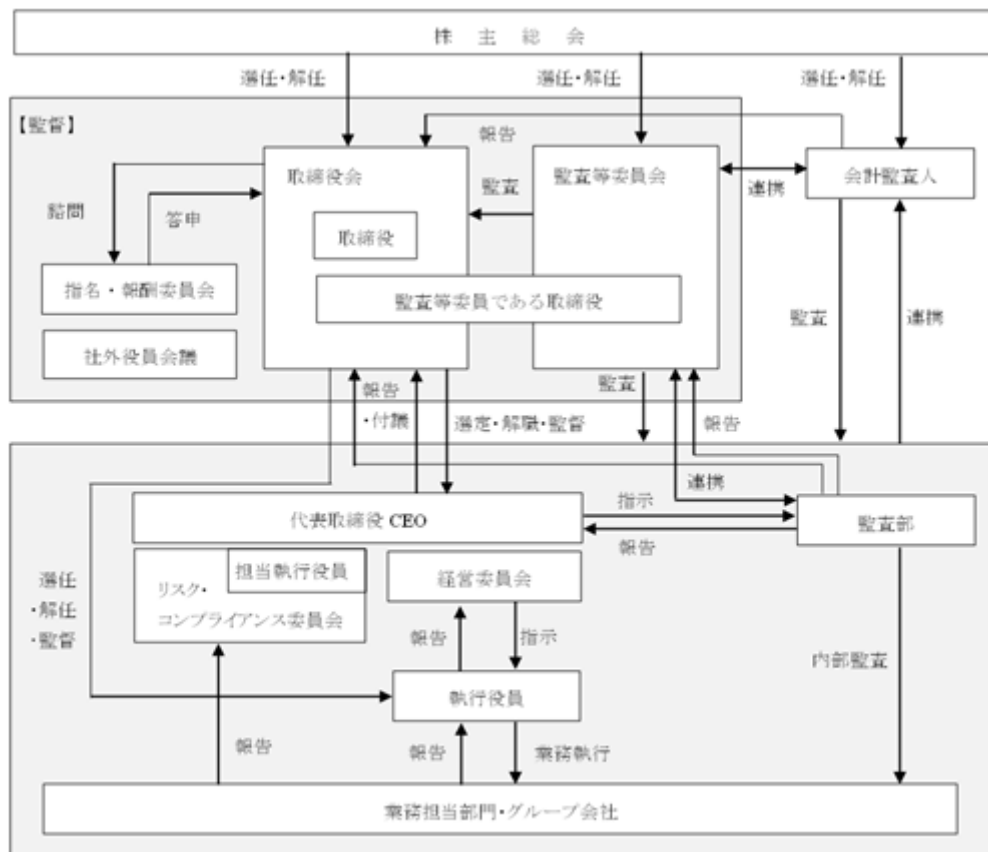 株主総会
選任・解任
選任・解任
選任・解任
【監督】
報告
取締役会
監査等委員会
会計監査人
監査
連携
諮問
答申
取締役
指名・報酬委員会
監査等委員である取締役
社外役員会議
監査
連携
報告
・付議
選定・解職・監督
監査
報告
連携
代表取締役 CEO
指示
報告
監査部
担当執行役員
リスク・
コンプライアンス委員会
経営委員会
選任
・解任
・監督
報告
指示
内部監査
執行役員
報告
報告
業務執行
業務担当部門・グループ会社